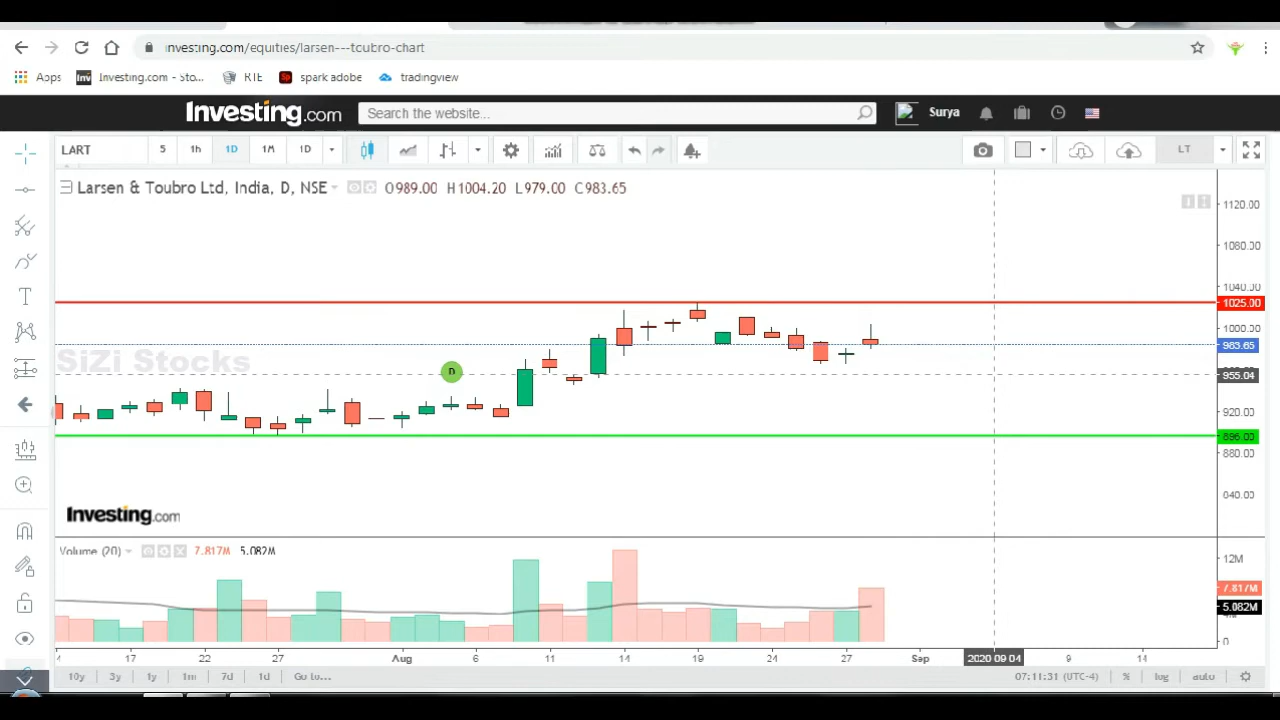 investing.com/equities/larsen---tcubro-chart
Apps Inv Investing.com - Sto... RTE spark adobe tradingview
Investing.com Search the website... Surya
LART 5 1h 1D 1M 1D LT
Larsen & Toubro Ltd, India, D, NSE O989.00 H1004.20 L979.00 C983.65
1120.00
1080.00
1040.00
1025.00
1000.00
983.65
SiZi Stocks
D
955.04
920.00
896.00
880.00
840.00
Investing.com
Volume (20) 7.817M 5.082M
12M
7.817M
5.082M
0
17 22 27 Aug 6 11 14 19 24 27 Sep 2020 09 04 9 14
10y 3y 1y 1m 7d 1d Go to... 07:11:31 (UTC-4) % log auto